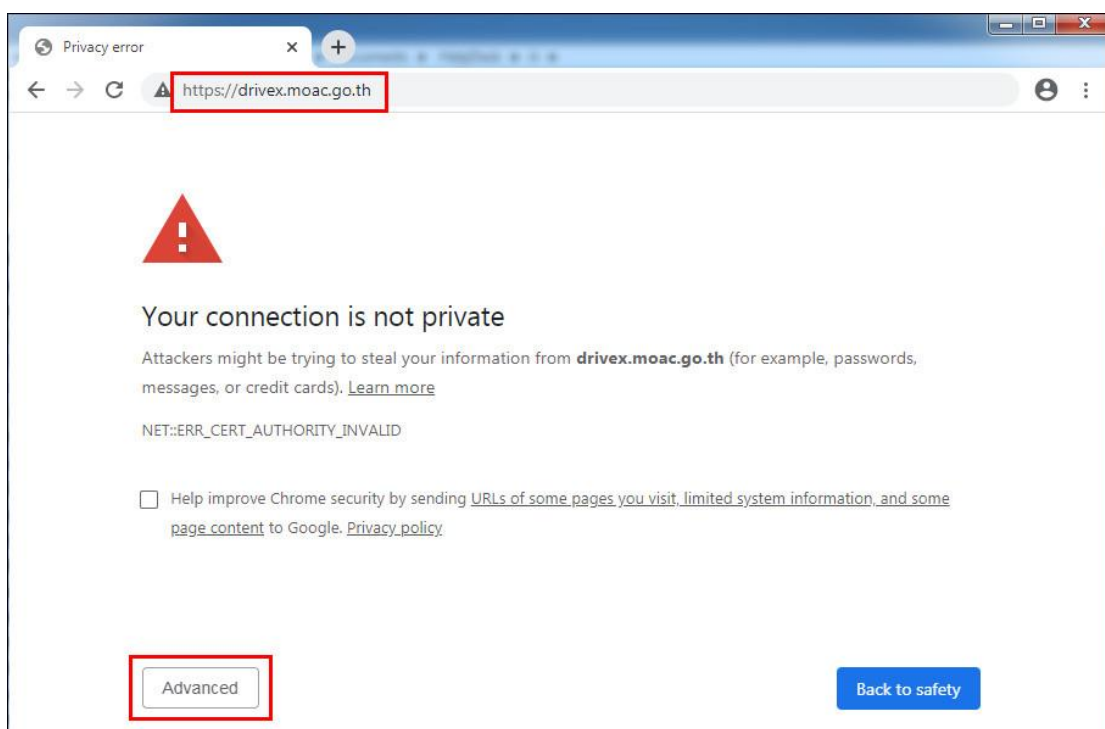 Privacy error
https://drivex.moac.go.th
Your connection is not private
Attackers might be trying to steal your information from drivex.moac.go.th (for example, passwords,
messages, or credit cards). Learn more
NET::ERR_CERT_AUTHORITY_INVALID
Help improve Chrome security by sending URLs of some pages you visit, limited system information, and some
page content to Google. Privacy policy
Advanced
Back to safety